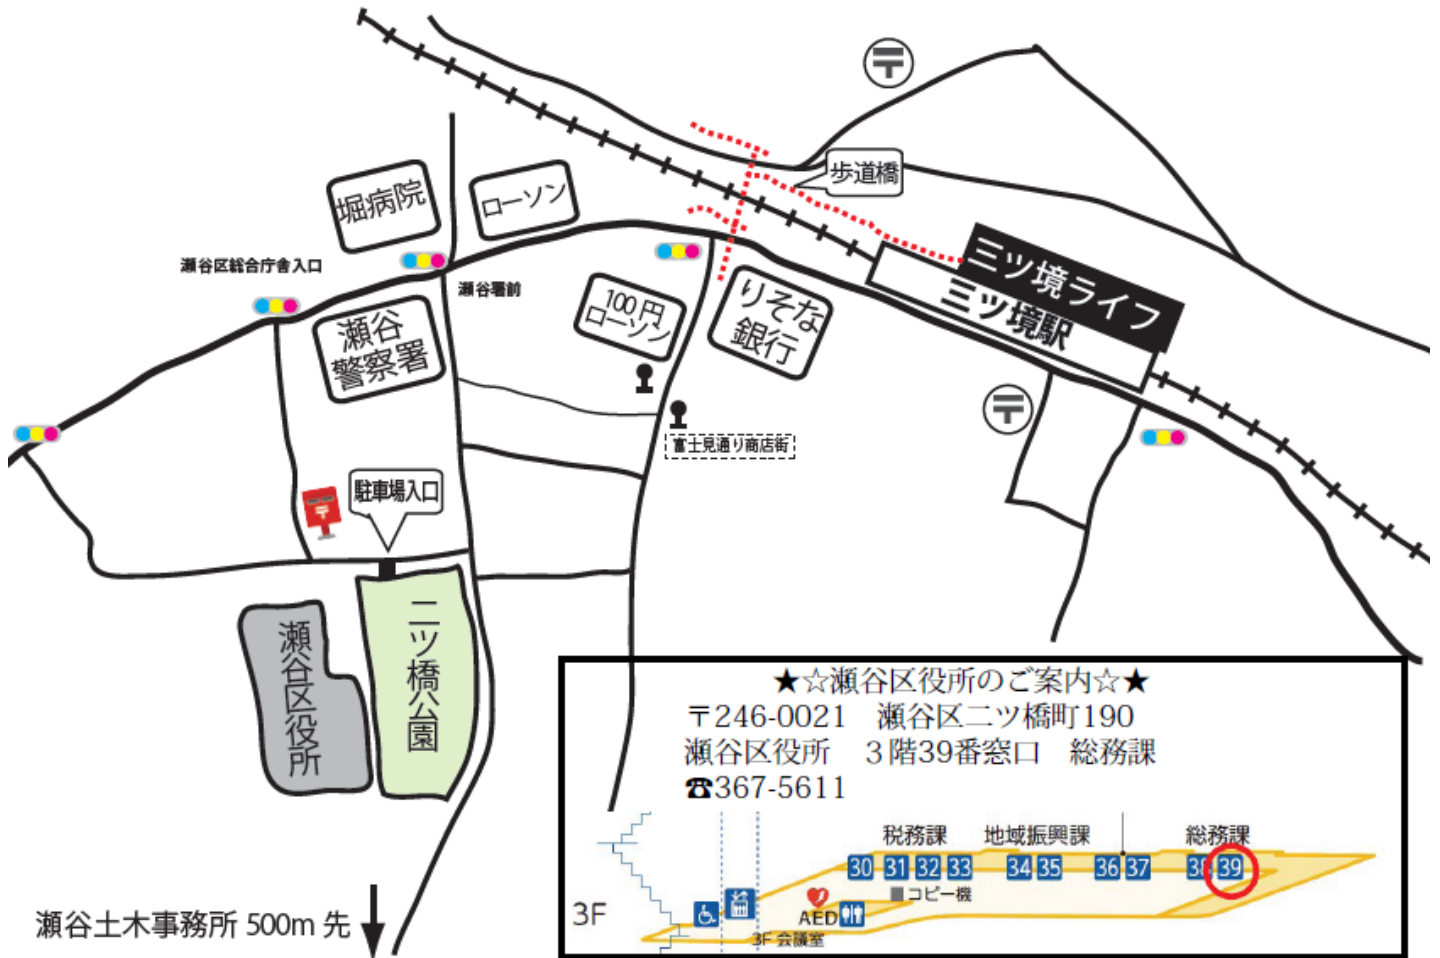 〒
歩道橋
堀病院
ローソン
瀬谷区総合庁舎入口
瀬谷署前
三ツ境ライフ
三ツ境駅
瀬谷
警察署
100円
ローソン
りそな
銀行
〒
富士見通り商店街
駐車場入口
〒
二ツ橋公園
瀬谷区役所
★☆瀬谷区役所のご案内☆★
〒246-0021 瀬谷区二ツ橋町190
瀬谷区役所 3階39番窓口 総務課
☎367-5611
税務課 地域振興課 総務課
30 31 32 33 34 35 36 37 38 39
コピー機
AED
3F
3F 会議室
瀬谷土木事務所 500m 先